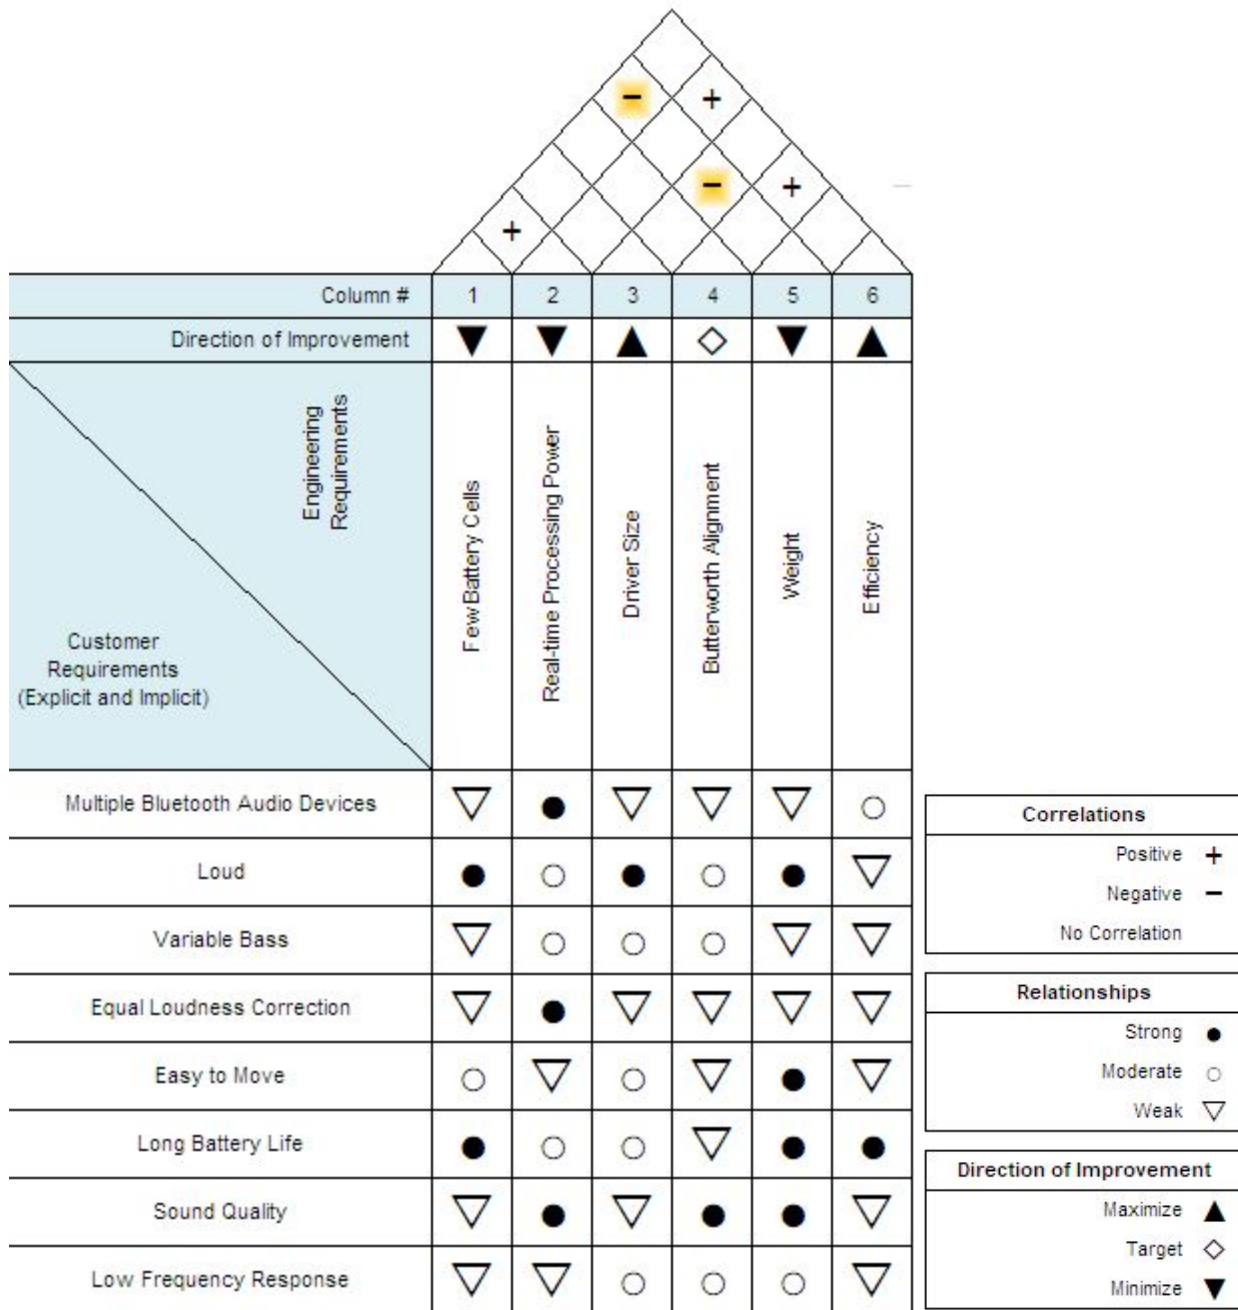 − +
− +
+
Column # 1 2 3 4 5 6
Direction of Improvement ▼ ▼ ▲ ◇ ▼ ▲
Engineering
Requirements
Customer
Requirements
(Explicit and Implicit)
Few Battery Cells
Real-time Processing Power
Driver Size
Butterworth Alignment
Weight
Efficiency
Multiple Bluetooth Audio Devices ▽ ● ▽ ▽ ▽ ○
Loud ● ○ ● ○ ● ▽
Variable Bass ▽ ○ ○ ○ ▽ ▽
Equal Loudness Correction ▽ ● ▽ ▽ ▽ ▽
Easy to Move ○ ▽ ○ ▽ ● ▽
Long Battery Life ● ○ ○ ▽ ● ●
Sound Quality ▽ ● ▽ ● ● ▽
Low Frequency Response ▽ ▽ ○ ○ ○ ▽
Correlations
Positive +
Negative −
No Correlation
Relationships
Strong ●
Moderate ○
Weak ▽
Direction of Improvement
Maximize ▲
Target ◇
Minimize ▼